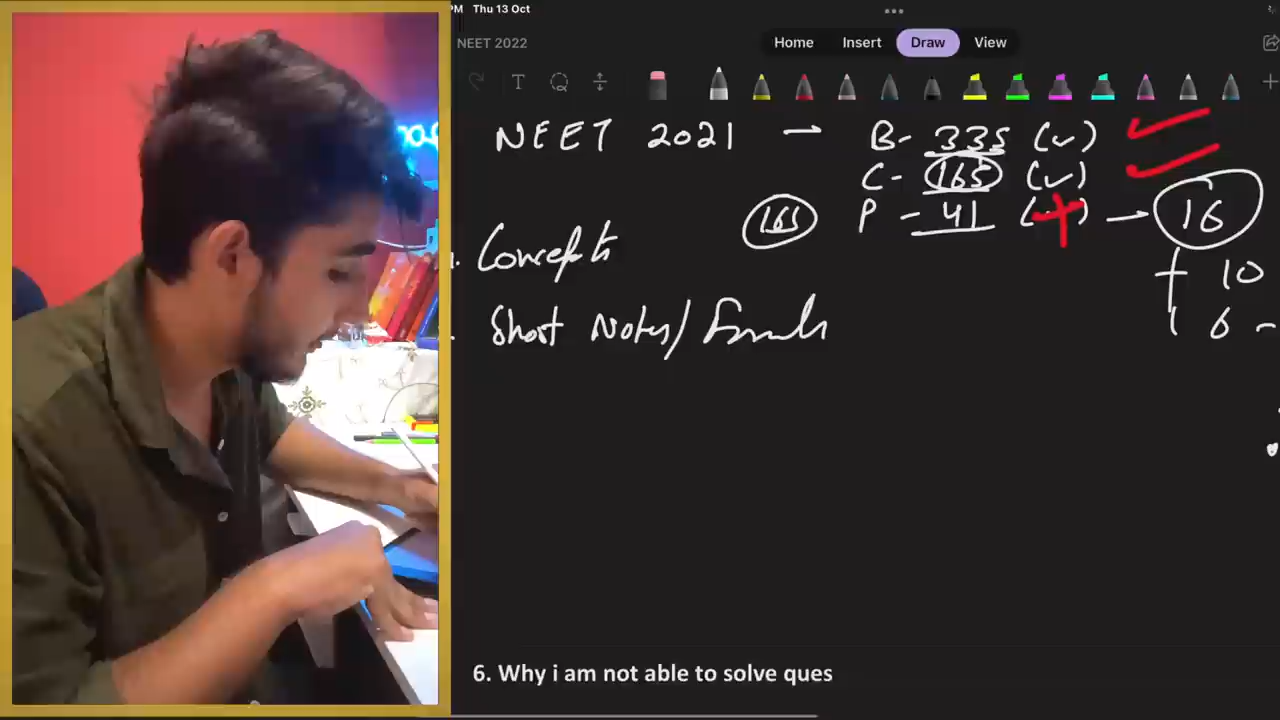 PM Thu 13 Oct
NEET 2022
Home Insert Draw View
T
NEET 2021 → B- 335 (✓)
C- 165 (✓)
165 P - 41 → 16
+ 10
6 -
. Concepts
. Short Notes/
6. Why i am not able to solve ques